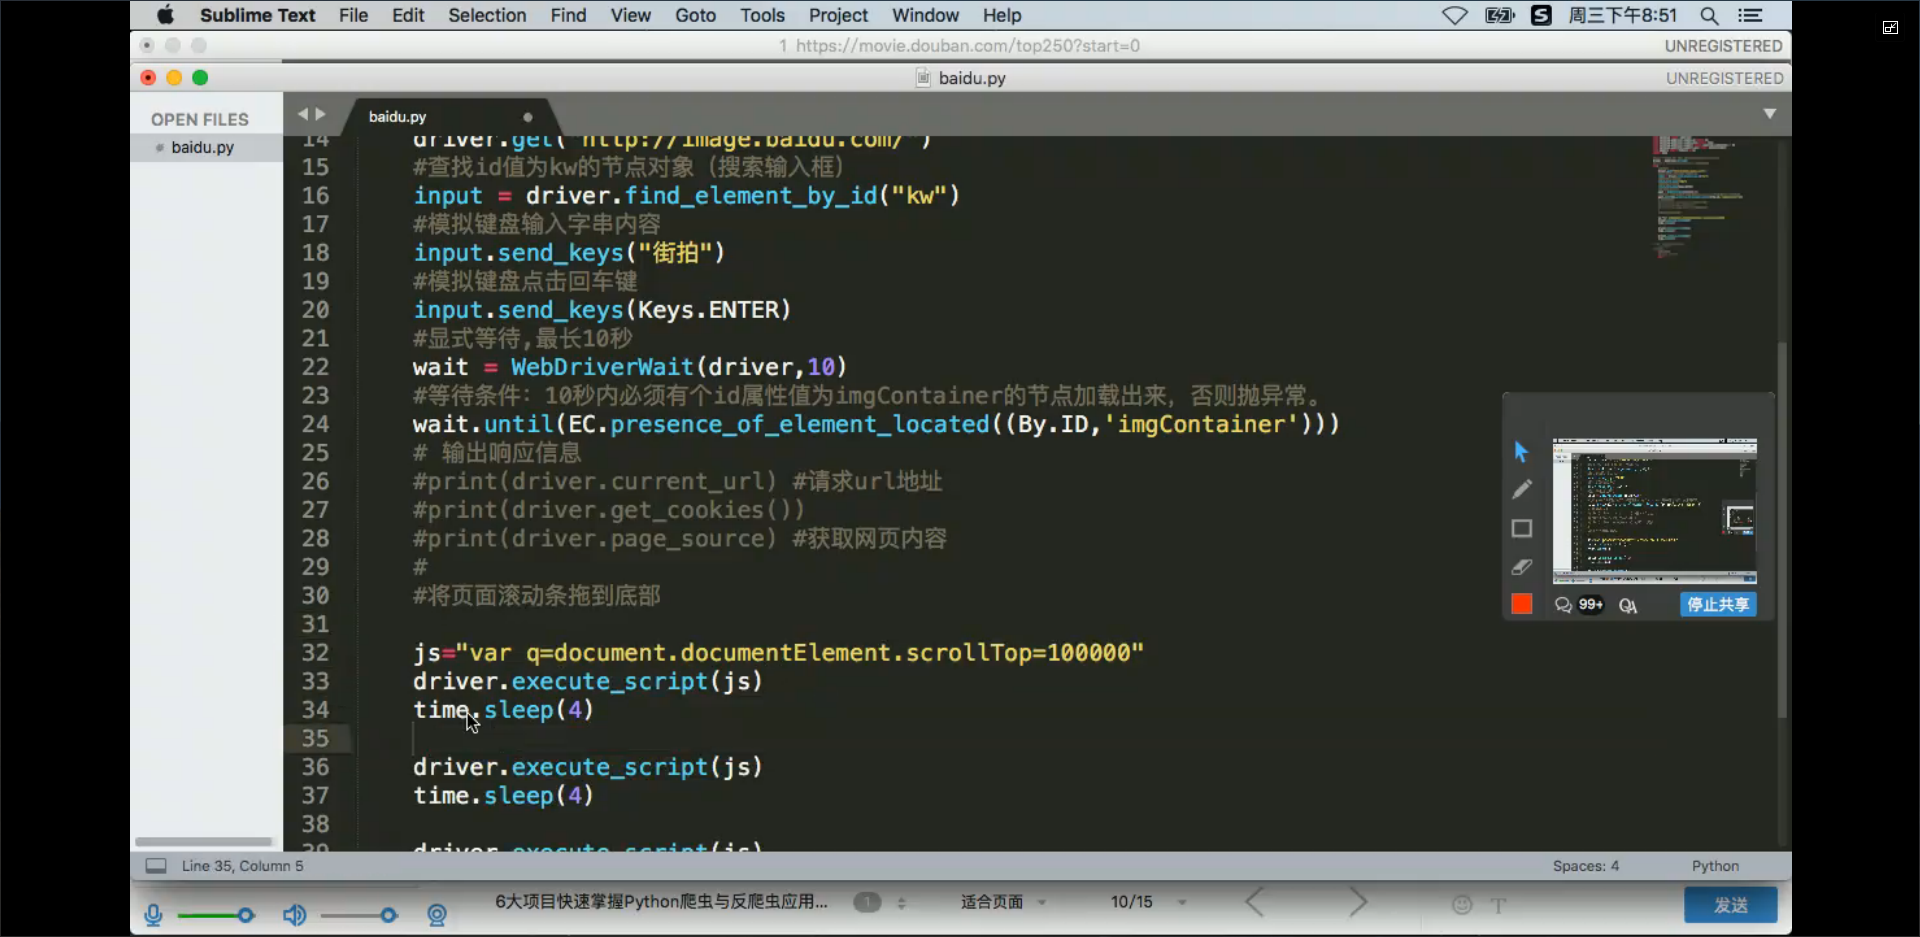 Sublime Text File Edit Selection Find View Goto Tools Project Window Help 周三下午8:51
1 https://movie.douban.com/top250?start=0 UNREGISTERED
baidu.py UNREGISTERED
OPEN FILES
baidu.py
baidu.py
14 driver.get("http://image.baidu.com/")
15 #查找id值为kw的节点对象（搜索输入框）
16 input = driver.find_element_by_id("kw")
17 #模拟键盘输入字串内容
18 input.send_keys("街拍")
19 #模拟键盘点击回车键
20 input.send_keys(Keys.ENTER)
21 #显式等待,最长10秒
22 wait = WebDriverWait(driver,10)
23 #等待条件：10秒内必须有个id属性值为imgContainer的节点加载出来，否则抛异常。
24 wait.until(EC.presence_of_element_located((By.ID,'imgContainer')))
25 # 输出响应信息
26 #print(driver.current_url) #请求url地址
27 #print(driver.get_cookies())
28 #print(driver.page_source) #获取网页内容
29 #
30 #将页面滚动条拖到底部
31
32 js="var q=document.documentElement.scrollTop=100000"
33 driver.execute_script(js)
34 time.sleep(4)
35
36 driver.execute_script(js)
37 time.sleep(4)
38
39 driver.execute_script(js)
99+ 停止共享
Line 35, Column 5 Spaces: 4 Python
6大项目快速掌握Python爬虫与反爬虫应用... 1 适合页面 10/15 T 发送